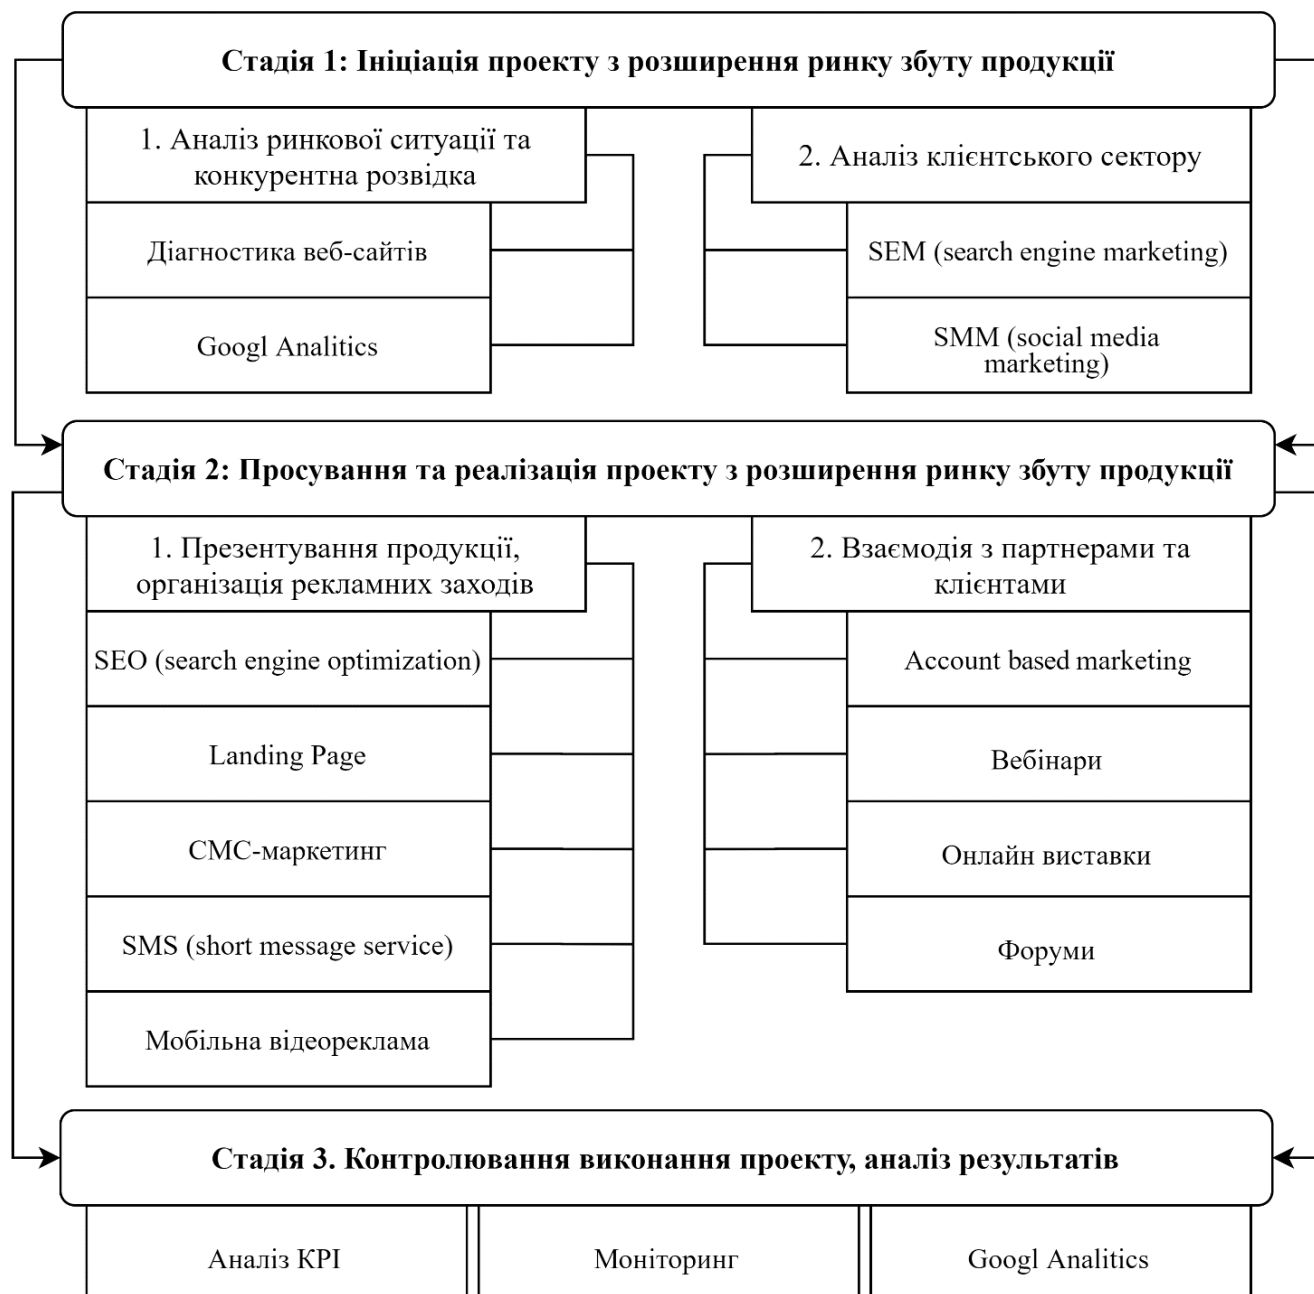 Стадія 1: Ініціація проекту з розширення ринку збуту продукції
1. Аналіз ринкової ситуації та
конкурентна розвідка
2. Аналіз клієнтського сектору
Діагностика веб-сайтів
SEM (search engine marketing)
Googl Analitics
SMM (social media
marketing)
Стадія 2: Просування та реалізація проекту з розширення ринку збуту продукції
1. Презентування продукції,
організація рекламних заходів
2. Взаємодія з партнерами та
клієнтами
SEO (search engine optimization)
Account based marketing
Landing Page
Вебінари
СМС-маркетинг
Онлайн виставки
SMS (short message service)
Форуми
Мобільна відеореклама
Стадія 3. Контролювання виконання проекту, аналіз результатів
Аналіз KPI
Моніторинг
Googl Analitics